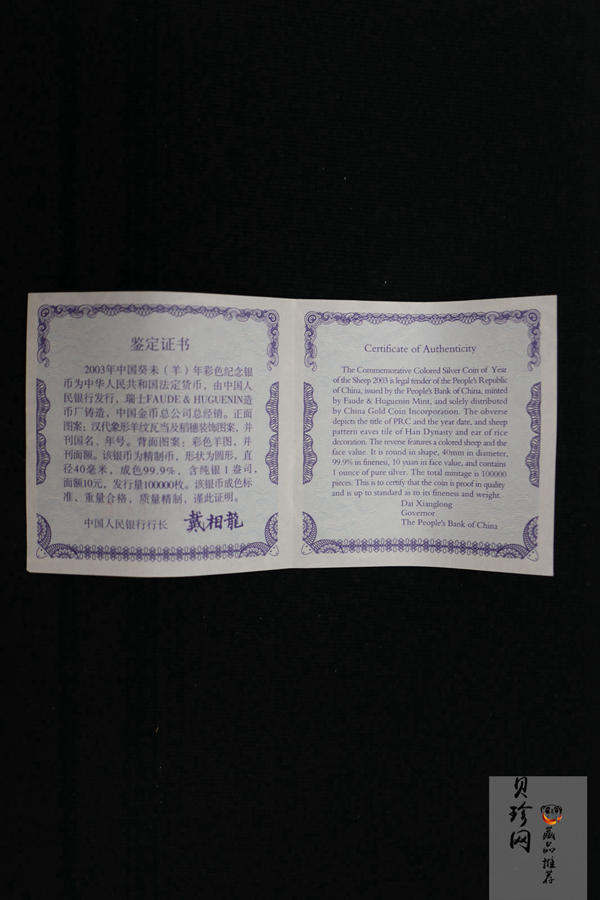 鉴定证书
2003年中国癸未（羊）年彩色纪念银
币为中华人民共和国法定货币，由中国人
民银行发行，瑞士FAUDE & HUGUENIN造
币厂铸造，中国金币总公司总经销。正面
图案：汉代象形羊纹瓦当及稻穗装饰图案，并
刊国名、年号。背面图案：彩色羊图，并
刊面额。该银币为精制币，形状为圆形，直
径40毫米，成色99.9%，含纯银1盎司，
面额10元，发行量100000枚。该银币成色标
准、重量合格，质量精制，谨此证明。
中国人民银行行长 戴相龍
Certificate of Authenticity
The Commemorative Colored Silver Coin of Year
of the Sheep 2003 is legal tender of the People's Republic
of China, issued by the People's Bank of China, minted
by Faude & Huguenin Mint, and solely distributed
by China Gold Coin Incorporation. The obverse
depicts the title of PRC and the year date, and sheep
pattern eaves tile of Han Dynasty and ear of rice
decoration. The reverse features a colored sheep and the
face value. It is round in shape, 40mm in diameter,
99.9% in fineness, 10 yuan in face value, and contains
1 ounce of pure silver. The total mintage is 100000
pieces. This is to certify that the coin is proof in quality
and is up to standard as to its fineness and weight.
Dai Xianglong
Governor
The People's Bank of China
贝珍网
藏品推荐